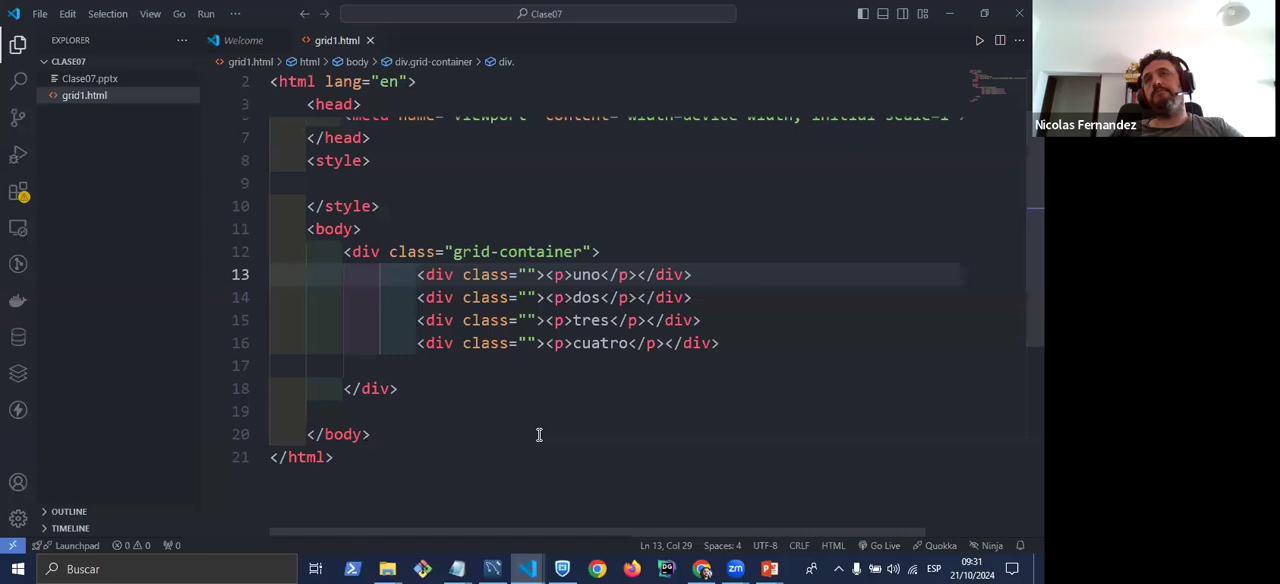 File Edit Selection View Go Run ··· Clase07
EXPLORER ···
Welcome
grid1.html
CLASE07
Clase07.pptx
grid1.html
grid1.html > html > body > div.grid-container > div.
2 <html lang="en">
3 <head>
<meta name="viewport" content="width=device-width, initial-scale=1">
7 </head>
8 <style>
9
10 </style>
11 <body>
12 <div class="grid-container">
13 <div class=""><p>uno</p></div>
14 <div class=""><p>dos</p></div>
15 <div class=""><p>tres</p></div>
16 <div class=""><p>cuatro</p></div>
17
18 </div>
19
20 </body>
21 </html>
Nicolas Fernandez
OUTLINE
TIMELINE
Launchpad 0 0 0 Ln 13, Col 29 Spaces: 4 UTF-8 CRLF HTML Go Live Quokka Ninja
Buscar
DG
zm
ESP
09:31
21/10/2024